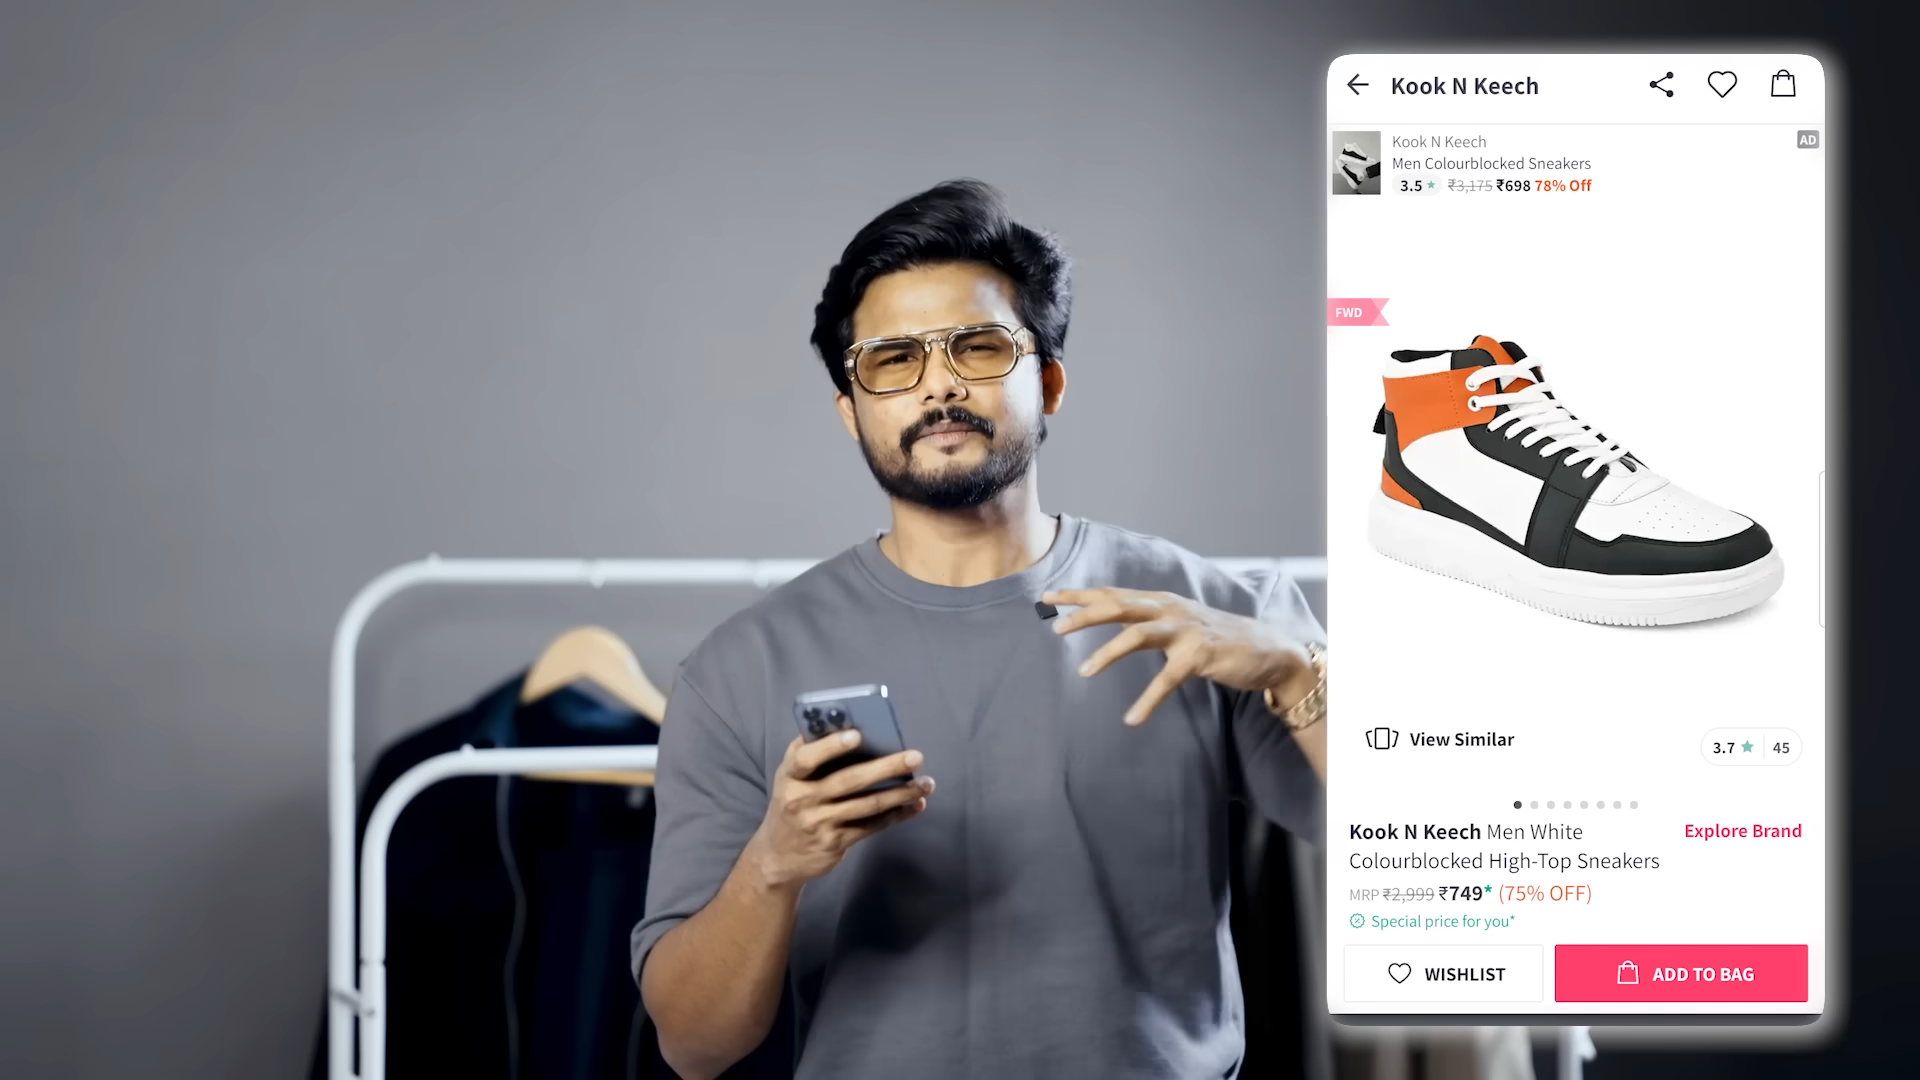 Kook N Keech
Kook N Keech
AD
Men Colourblocked Sneakers
3.5 ★ ₹3,175 ₹698 78% Off
FWD
View Similar
3.7 ★ 45
Kook N Keech Men White
Explore Brand
Colourblocked High-Top Sneakers
MRP ₹2,999 ₹749* (75% OFF)
Special price for you*
WISHLIST
ADD TO BAG